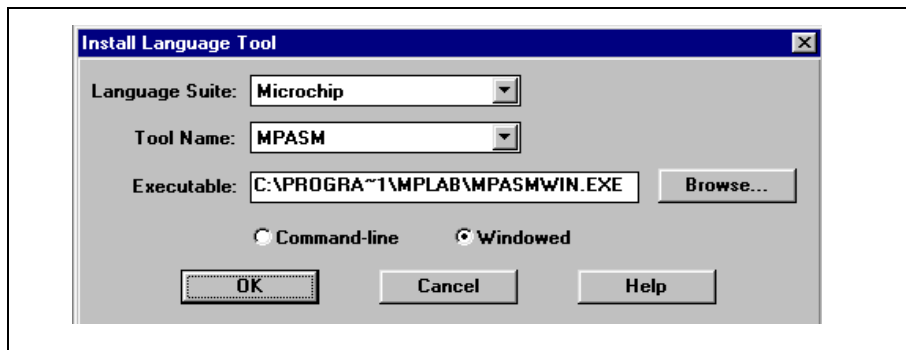 Install Language Tool
Language Suite: Microchip
Tool Name: MPASM
Executable: C:\PROGRA~1\MPLAB\MPASMWIN.EXE Browse...
Command-line Windowed
OK Cancel Help